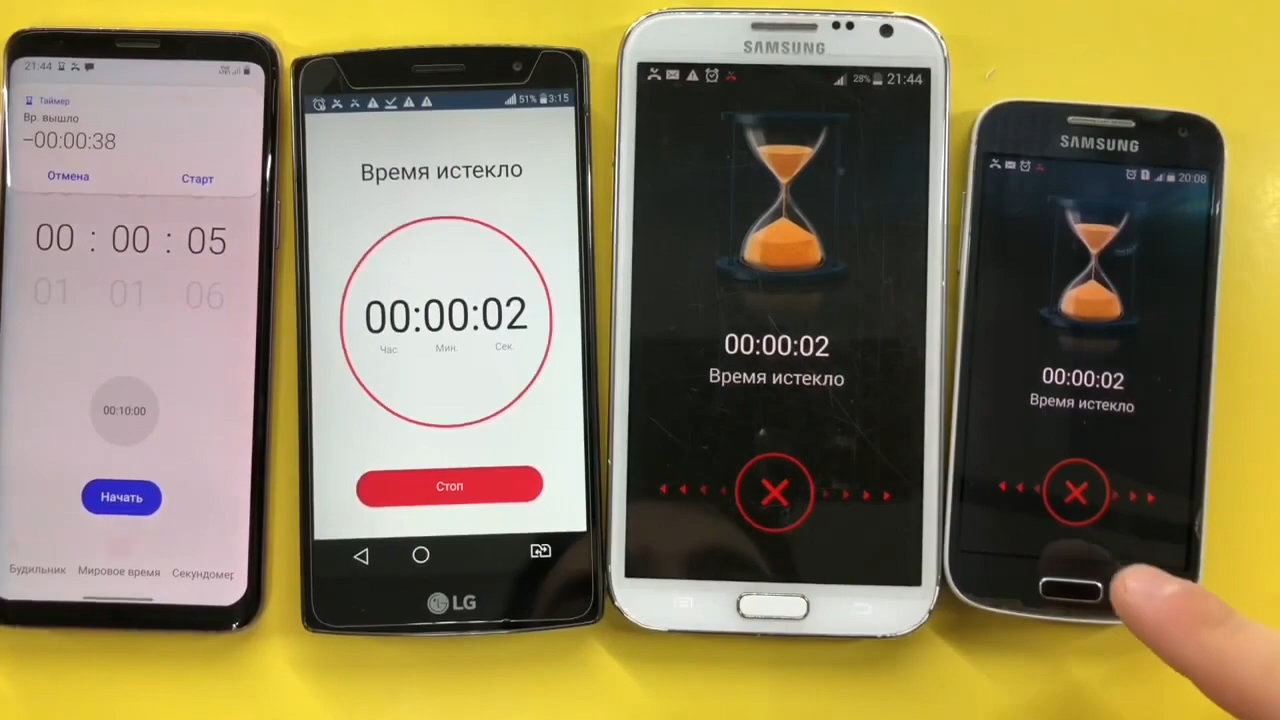 21:44
Таймер
Вр. вышло
−00:00:38
Отмена Старт
00 : 00 : 05
01 01 06
00:10:00
Начать
Будильник Мировое время Секундомер
51% 3:15
Время истекло
00:00:02
Час Мин. Сек.
Стоп
LG
SAMSUNG
28% 21:44
00:00:02
Время истекло
SAMSUNG
20:08
00:00:02
Время истекло